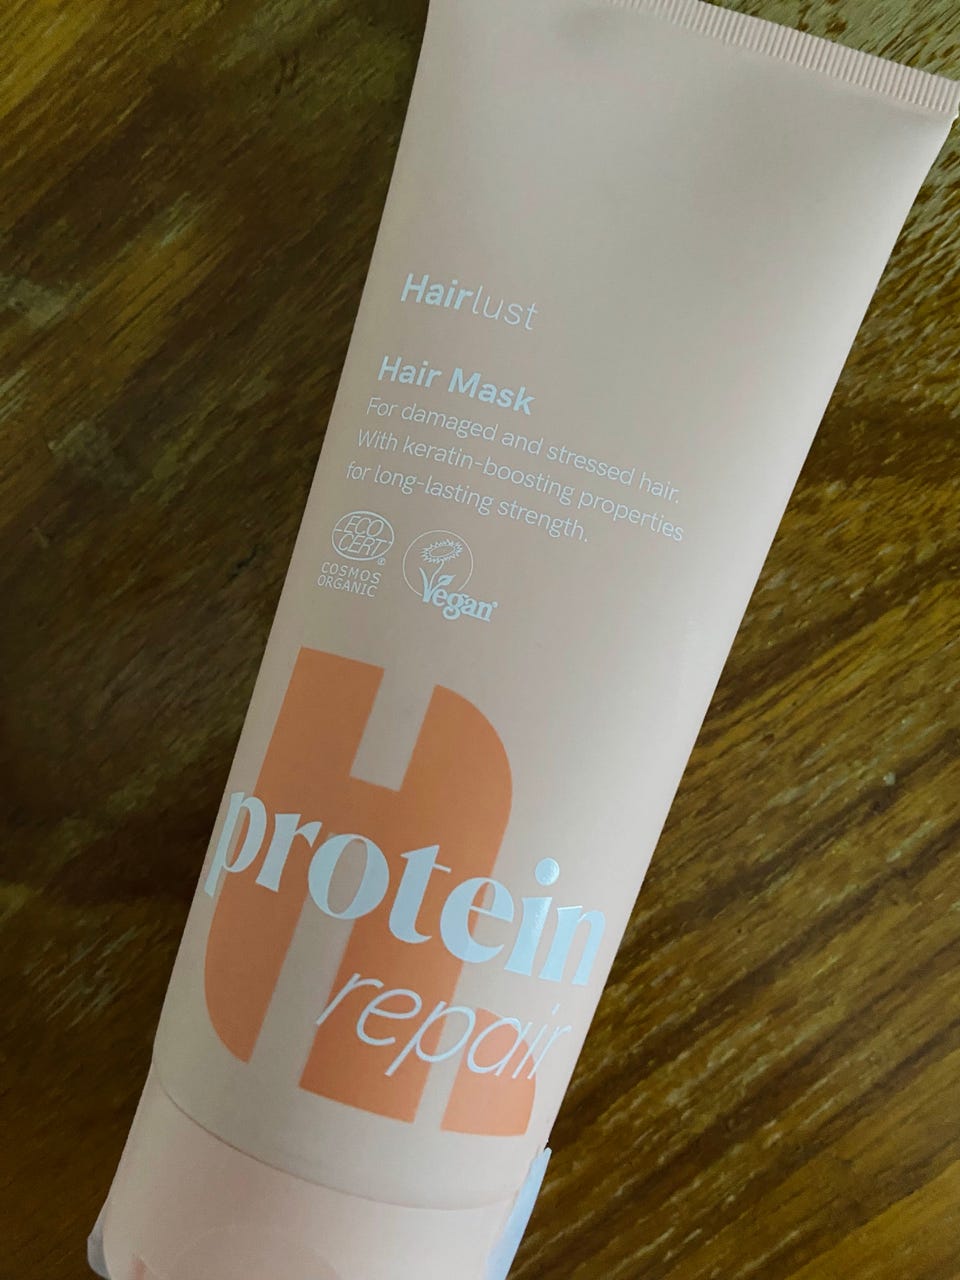 Hairlust
Hair Mask
For damaged and stressed hair.
With keratin-boosting properties
for long-lasting strength.
ECO
CERT®
COSMOS
ORGANIC
Vegan
protein
repair